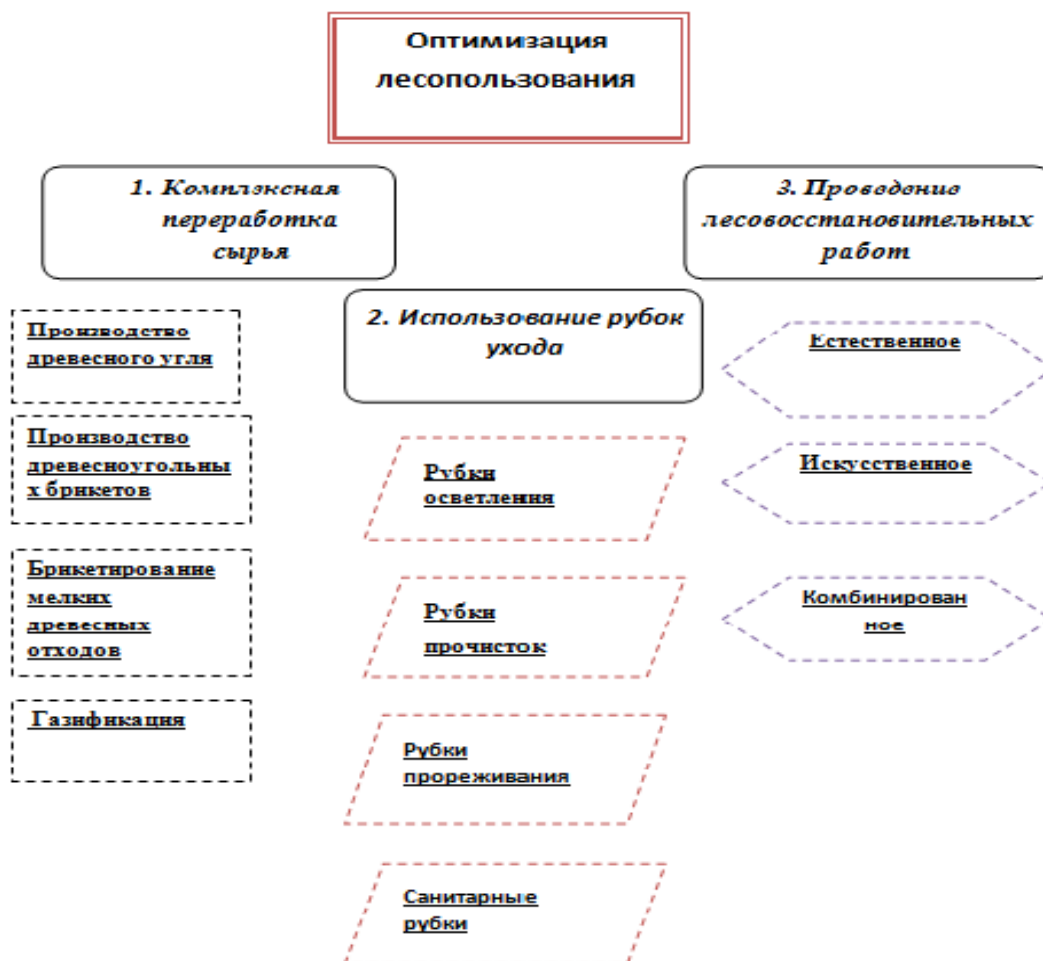 Оптимизация
лесопользования
1. Комплексная
переработка
сырья
3. Проведение
лесовосстановительных
работ
2. Использование рубок
ухода
Производство
древесного угля
Производство
древесноугольны
х брикетов
Брикетирование
мелких
древесных
отходов
Газификация
Рубки
осветления
Рубки
прочисток
Рубки
прореживания
Санитарные
рубки
Естественное
Искусственное
Комбинирован
ное